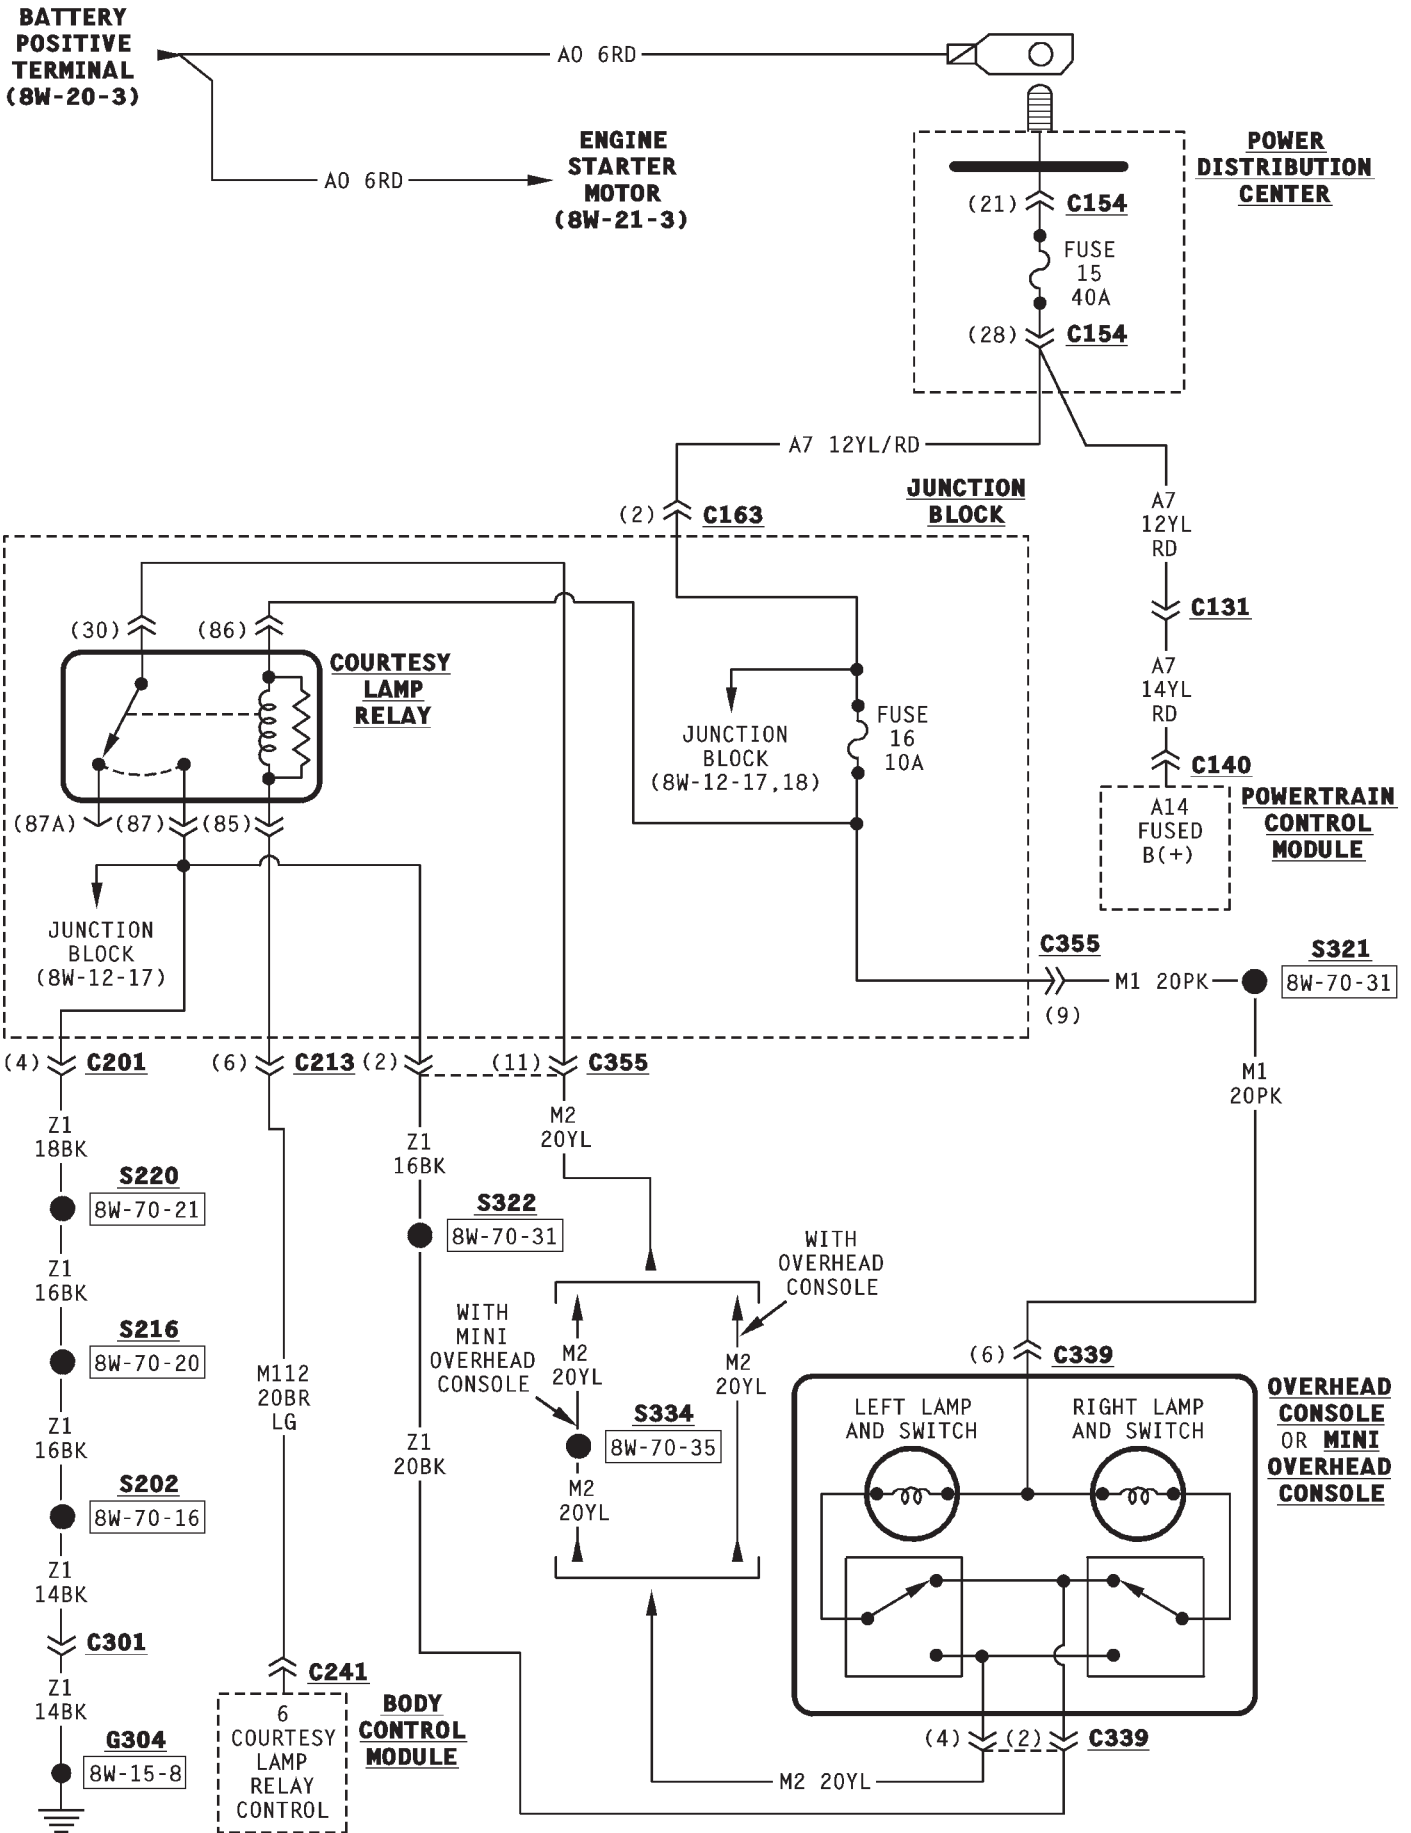 BATTERY
POSITIVE
TERMINAL
(8W-20-3)
A0 6RD
ENGINE
STARTER
MOTOR
(8W-21-3)
A0 6RD
POWER
DISTRIBUTION
CENTER
(21) C154
FUSE
15
40A
(28) C154
A7 12YL/RD
JUNCTION
BLOCK
(2) C163
A7
12YL
RD
C131
A7
14YL
RD
C140
A14
FUSED
B(+)
POWERTRAIN
CONTROL
MODULE
(30) (86)
COURTESY
LAMP
RELAY
JUNCTION
BLOCK
(8W-12-17,18)
FUSE
16
10A
(87A) (87) (85)
JUNCTION
BLOCK
(8W-12-17)
C355
M1 20PK
(9)
S321
8W-70-31
M1
20PK
(4) C201 (6) C213 (2) (11) C355
Z1
18BK
Z1
16BK
M2
20YL
S220
8W-70-21
S322
8W-70-31
Z1
16BK
S216
8W-70-20
WITH
MINI
OVERHEAD
CONSOLE
WITH
OVERHEAD
CONSOLE
M2
20YL
M2
20YL
M112
20BR
LG
S334
8W-70-35
M2
20YL
Z1
20BK
Z1
16BK
S202
8W-70-16
Z1
14BK
C301
Z1
14BK
G304
8W-15-8
C241
6
COURTESY
LAMP
RELAY
CONTROL
BODY
CONTROL
MODULE
(6) C339
LEFT LAMP
AND SWITCH
RIGHT LAMP
AND SWITCH
OVERHEAD
CONSOLE
OR MINI
OVERHEAD
CONSOLE
(4) (2) C339
M2 20YL